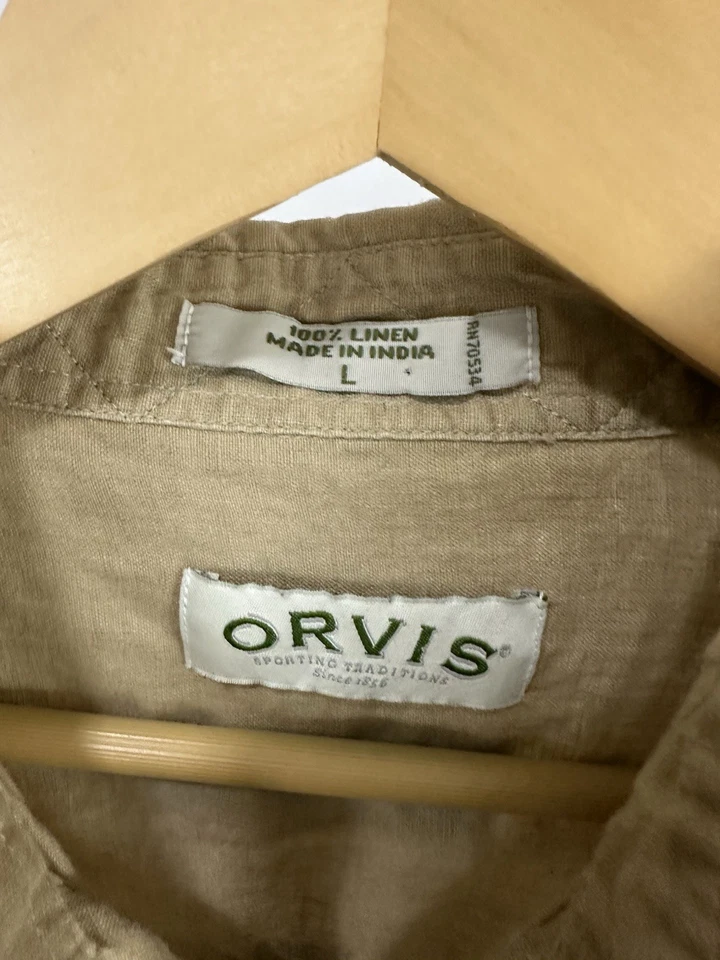 100% LINEN
MADE IN INDIA
L
RN70534
ORVIS®
SPORTING TRADITIONS
Since 1856